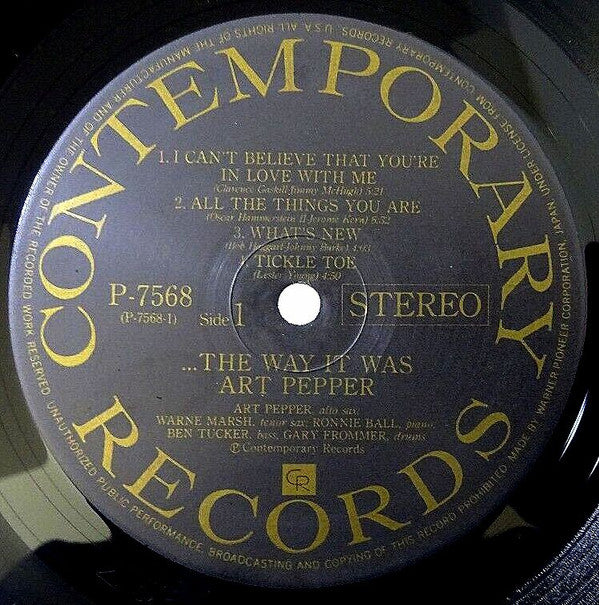 CONTEMPORARY
1. I CAN'T BELIEVE THAT YOU'RE
IN LOVE WITH ME
(Clarence Gaskill-Jimmy McHugh) 5:21
2. ALL THE THINGS YOU ARE
(Oscar Hammerstein II-Jerome Kern) 6:32
3. WHAT'S NEW
(Bob Haggart-Johnny Burke) 4:03
TICKLE TOE
(Lester Young) 4:50
P-7568
(P-7568-1)
Side 1
STEREO
...THE WAY IT WAS
ART PEPPER
ART PEPPER, alto sax;
WARNE MARSH, tenor sax; RONNIE BALL, piano;
BEN TUCKER, bass, GARY FROMMER, drums
Ⓟ Contemporary Records
CR
RECORDS
ALL RIGHTS OF THE MANUFACTURER AND OF THE OWNER OF THE RECORDED WORK RESERVED UNAUTHORIZED PUBLIC PERFORMANCE, BROADCASTING AND COPYING OF THIS RECORD PROHIBITED. MADE BY WARNER PIONEER CORPORATION, JAPAN UNDER LICENSE FROM CONTEMPORARY RECORDS, U.S.A.